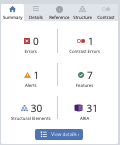 Summary Details Reference Structure Contrast
0 1
Errors Contrast Errors
1 7
Alerts Features
30 31
Structural Elements ARIA
View details ›